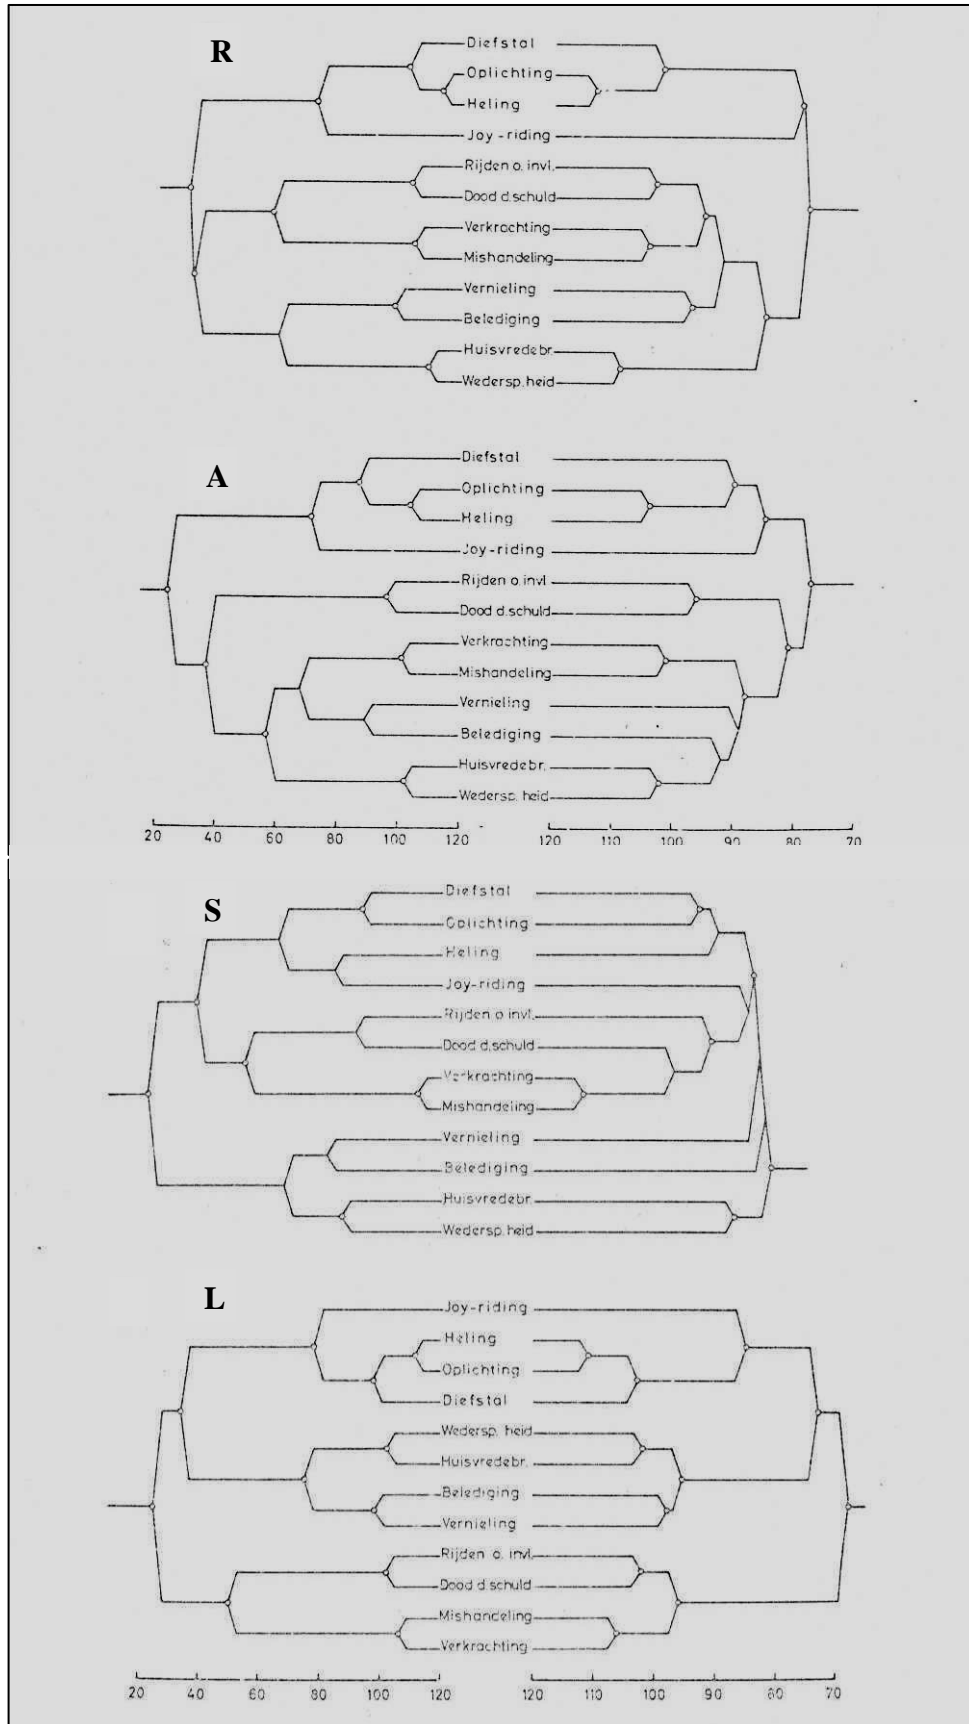 R
Diefstal
Oplichting
Heling
Joy-riding
Rijden o. invl.
Dood d. schuld
Verkrachting
Mishandeling
Vernieling
Belediging
Huisvredebr.
Wedersp. heid
A
Diefstal
Oplichting
Heling
Joy-riding
Rijden o. invl.
Dood d. schuld
Verkrachting
Mishandeling
Vernieling
Belediging
Huisvredebr.
Wedersp. heid
20 40 60 80 100 120 120 110 100 90 80 70
S
Diefstal
Oplichting
Heling
Joy-riding
Rijden o invl.
Dood d. schuld
Verkrachting
Mishandeling
Vernieling
Belediging
Huisvredebr.
Wedersp. heid
L
Joy-riding
Heling
Oplichting
Diefstal
Wedersp. heid
Huisvredebr.
Belediging
Vernieling
Rijden o. invl.
Dood d. schuld
Mishandeling
Verkrachting
20 40 60 80 100 120 120 110 100 90 80 70